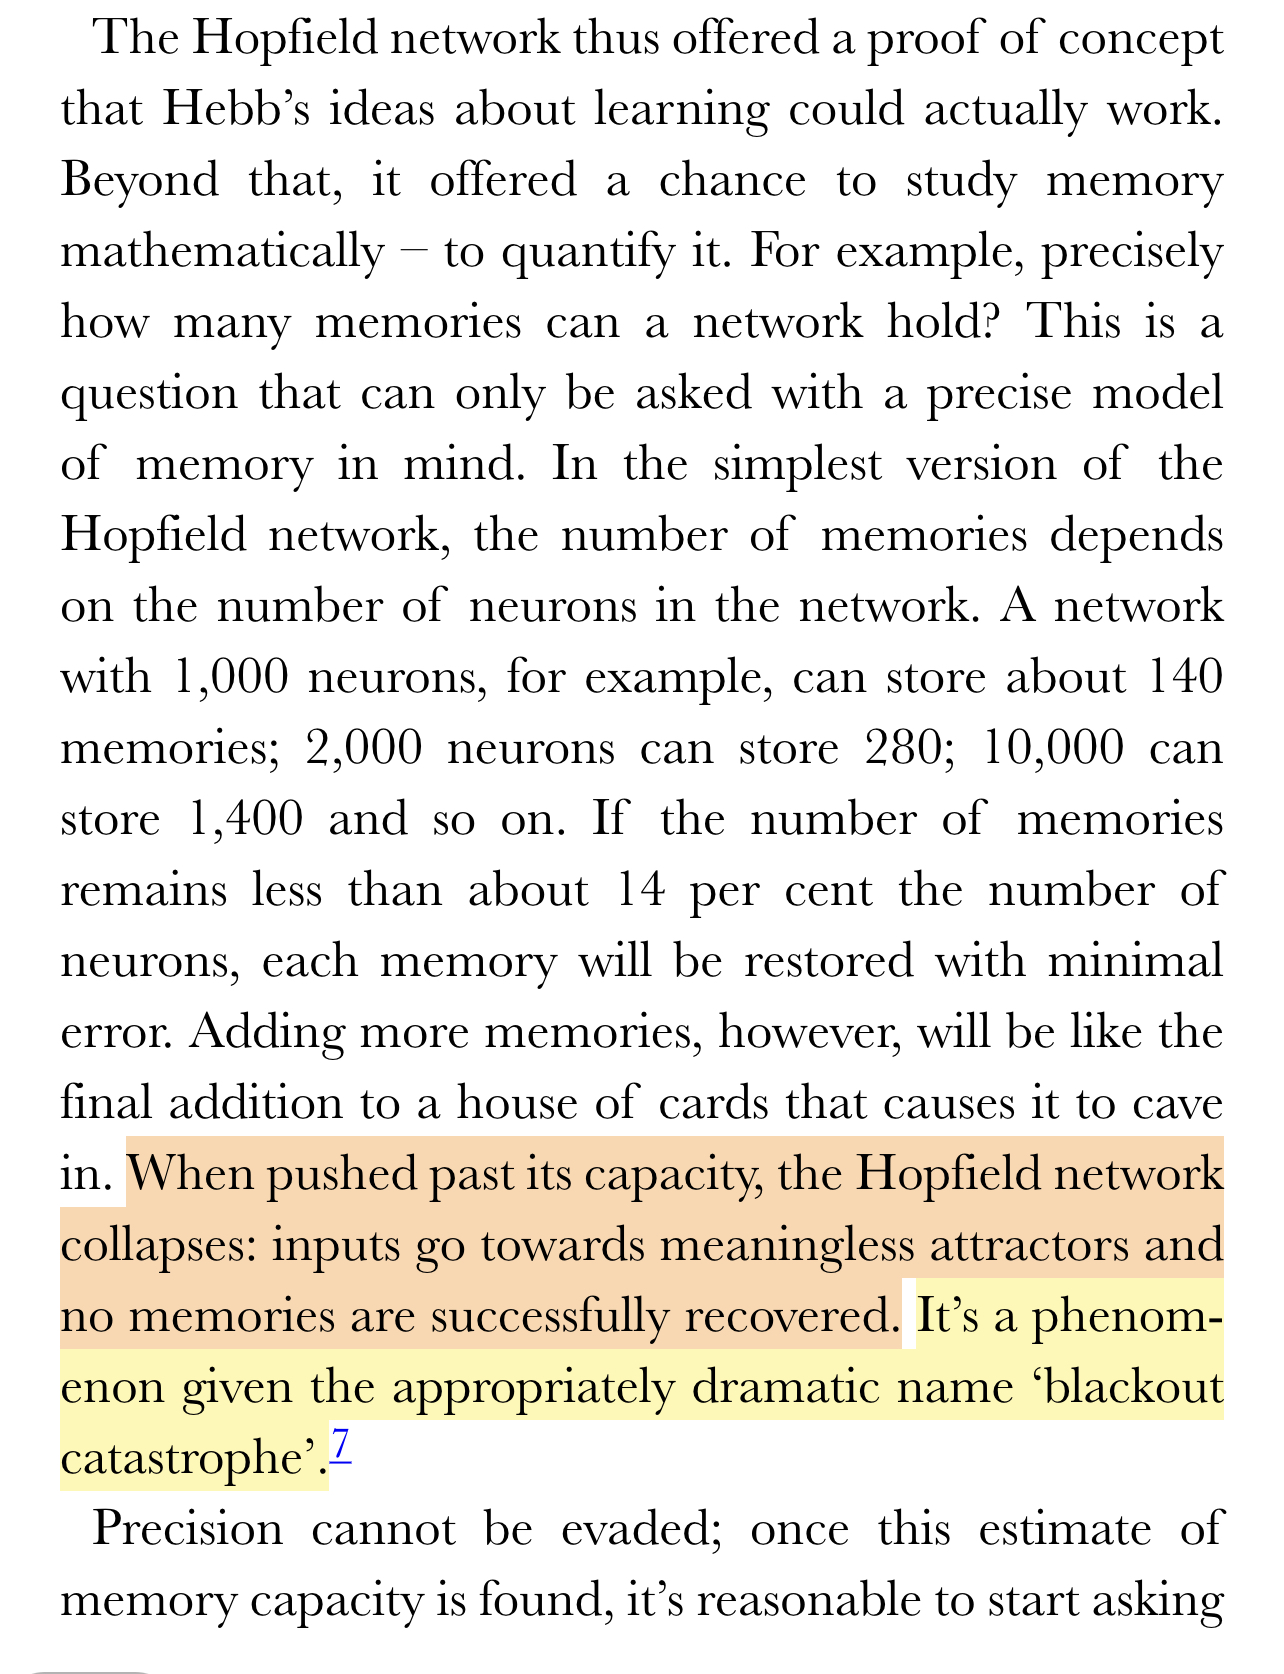 The Hopfield network thus offered a proof of concept
that Hebb’s ideas about learning could actually work.
Beyond that, it offered a chance to study memory
mathematically – to quantify it. For example, precisely
how many memories can a network hold? This is a
question that can only be asked with a precise model
of memory in mind. In the simplest version of the
Hopfield network, the number of memories depends
on the number of neurons in the network. A network
with 1,000 neurons, for example, can store about 140
memories; 2,000 neurons can store 280; 10,000 can
store 1,400 and so on. If the number of memories
remains less than about 14 per cent the number of
neurons, each memory will be restored with minimal
error. Adding more memories, however, will be like the
final addition to a house of cards that causes it to cave
in. When pushed past its capacity, the Hopfield network
collapses: inputs go towards meaningless attractors and
no memories are successfully recovered. It’s a phenom-
enon given the appropriately dramatic name ‘blackout
catastrophe’.7
Precision cannot be evaded; once this estimate of
memory capacity is found, it’s reasonable to start asking